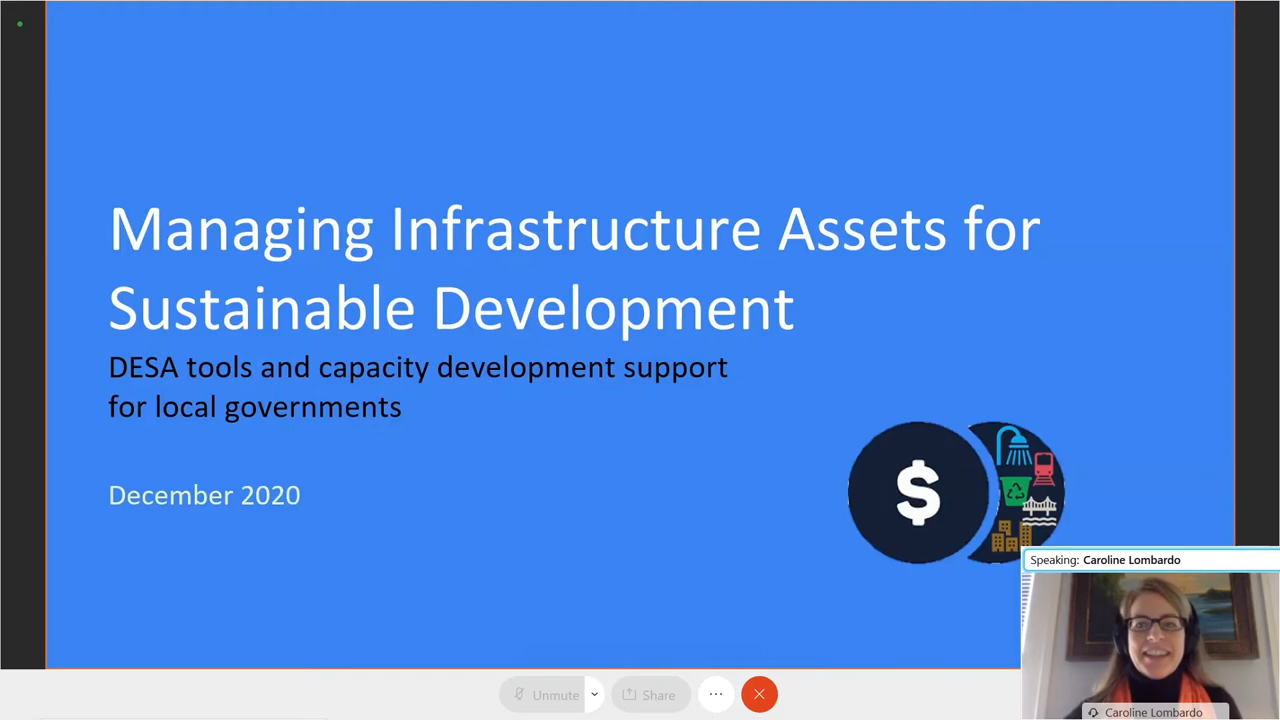 Managing Infrastructure Assets for
Sustainable Development
DESA tools and capacity development support
for local governments
December 2020
$
Speaking: Caroline Lombardo
Caroline Lombardo
Unmute
Share